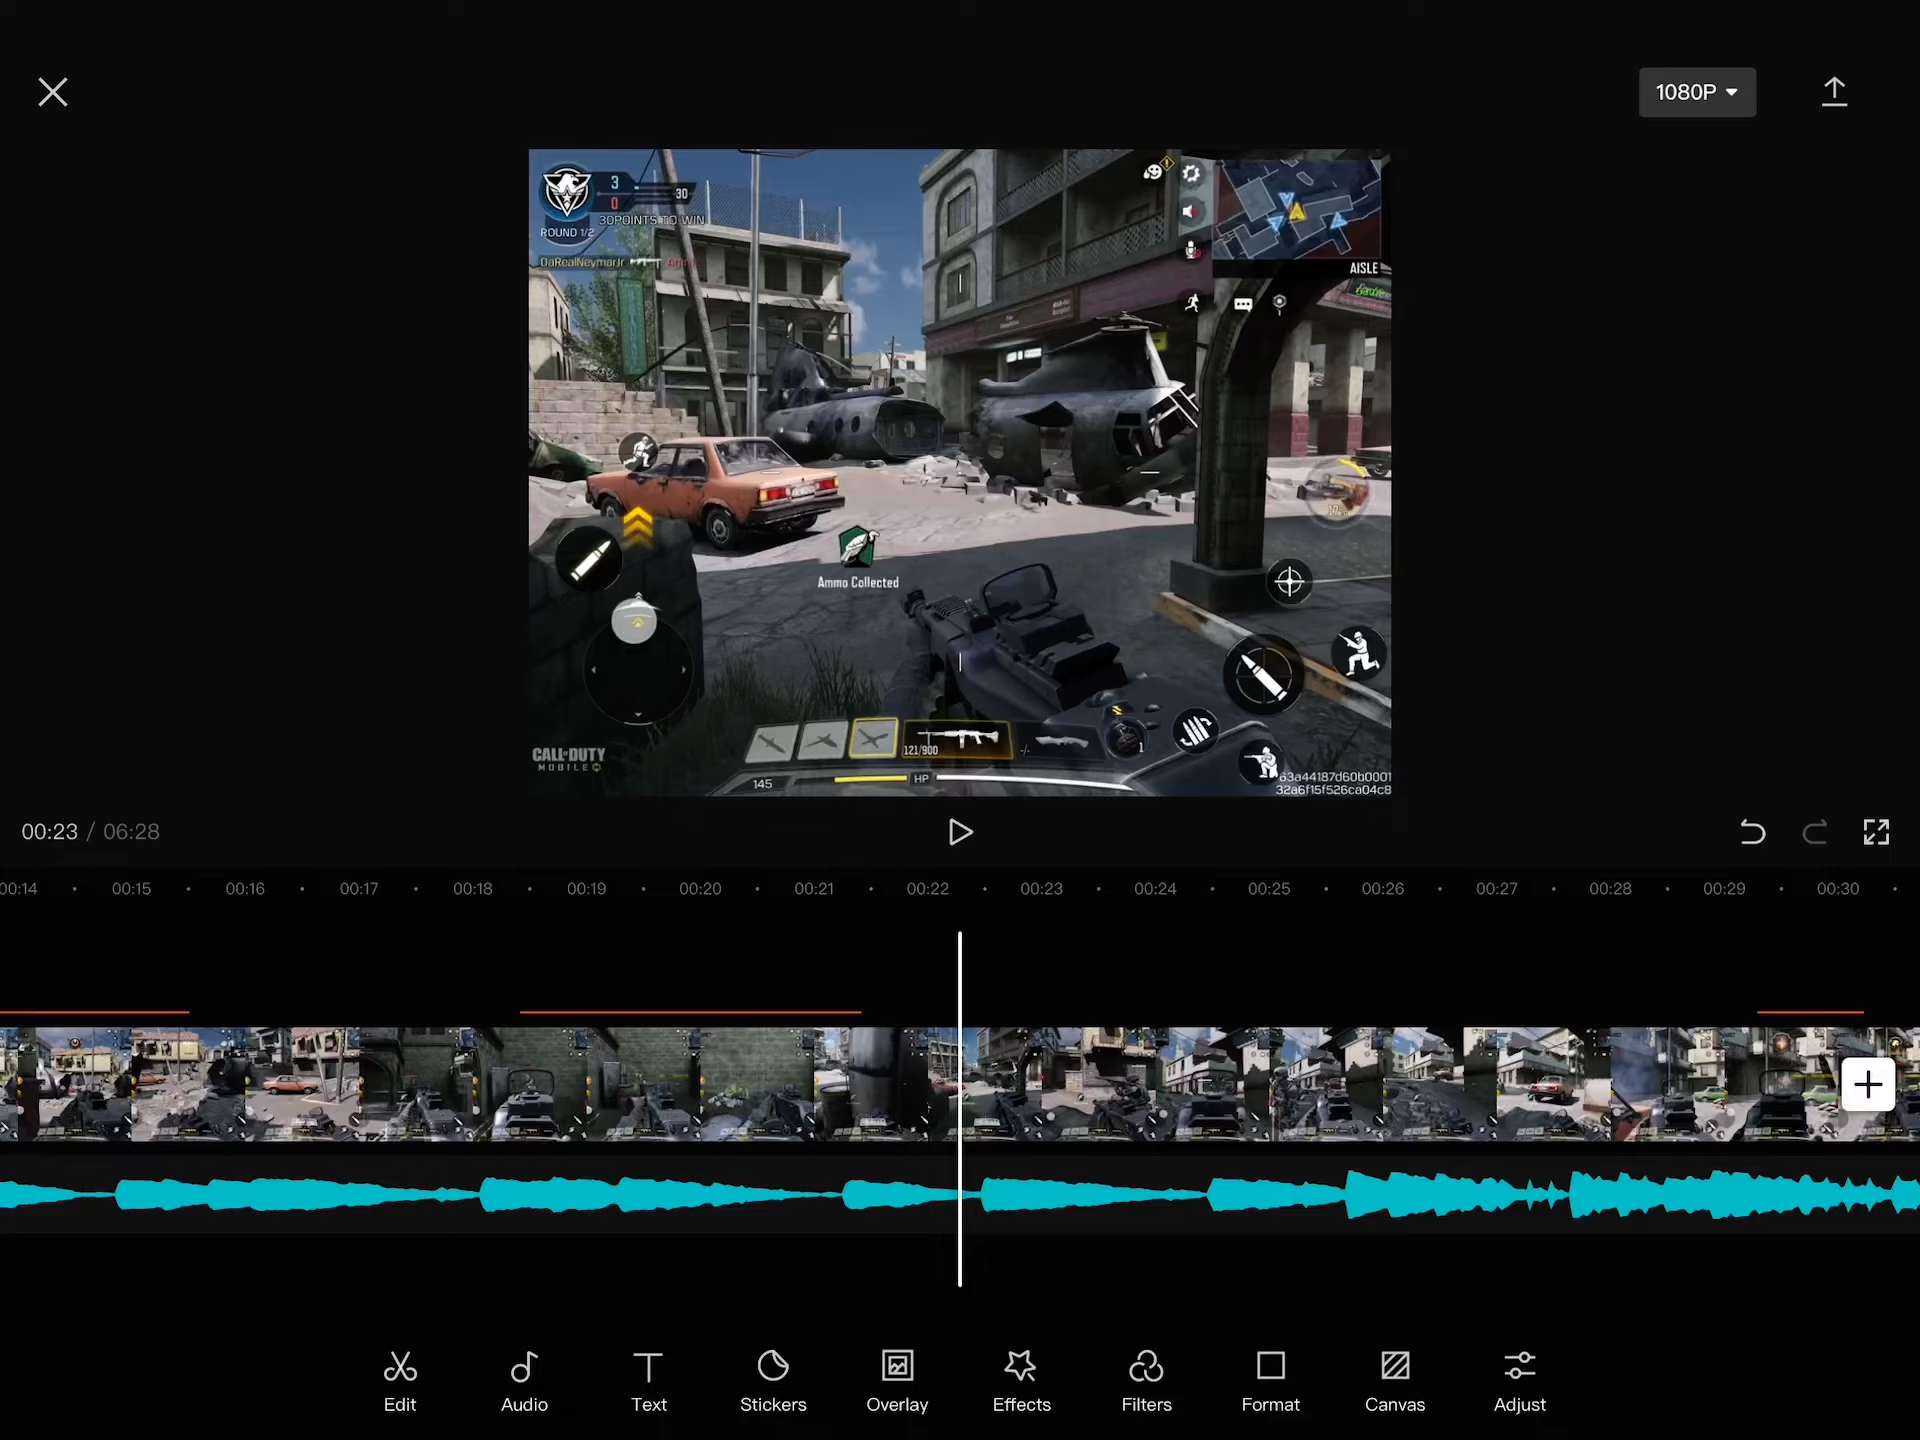 1080P
3
0
30
30POINTS TO WIN
ROUND 1/2
DaRealNeymarJr
AISLE
Ammo Collected
121/900
-/-
1
CALL OF DUTY
MOBILE
145
HP
63a44187d60b0001
32a6f15f526ca04c8
00:23 / 06:28
00:14 00:15 00:16 00:17 00:18 00:19 00:20 00:21 00:22 00:23 00:24 00:25 00:26 00:27 00:28 00:29 00:30
Edit Audio Text Stickers Overlay Effects Filters Format Canvas Adjust